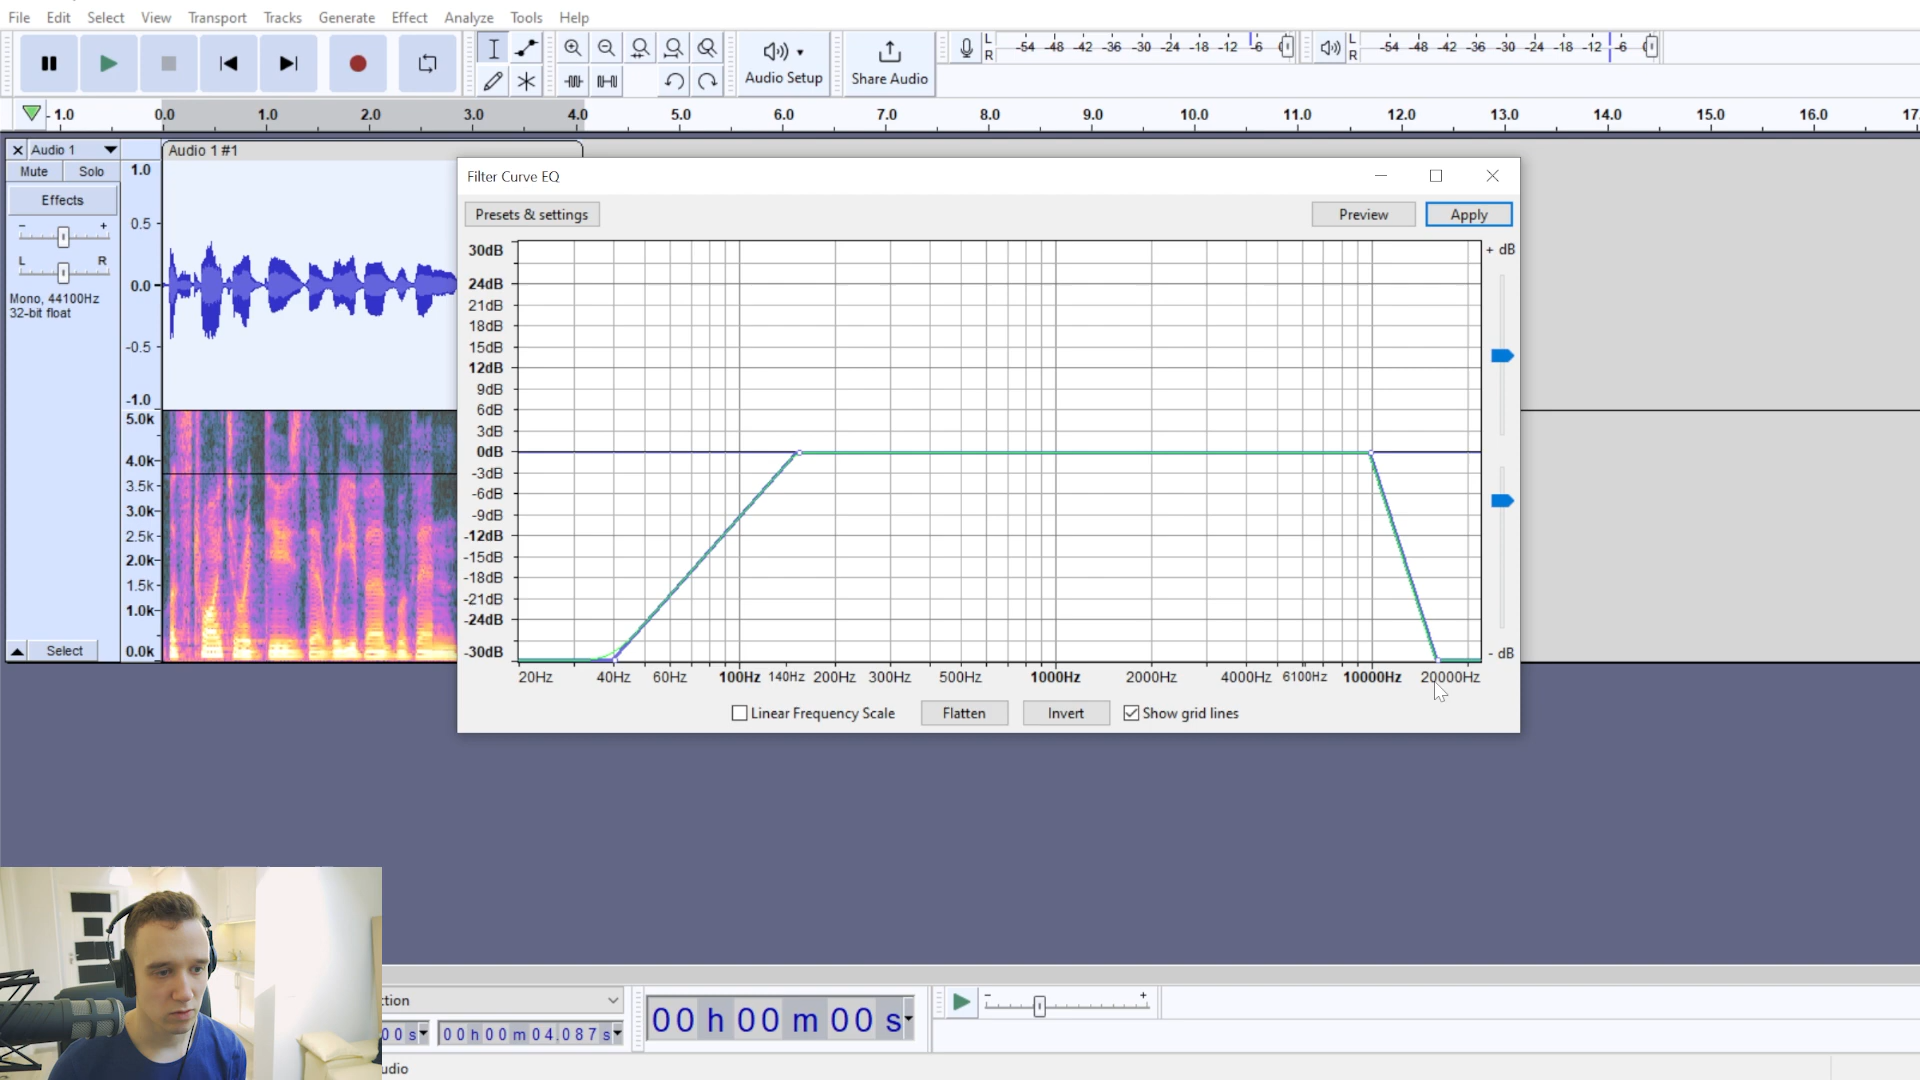 File Edit Select View Transport Tracks Generate Effect Analyze Tools Help
L
R
-54 -48 -42 -36 -30 -24 -18 -12 -6 0
L
R
-54 -48 -42 -36 -30 -24 -18 -12 -6 0
Audio Setup
Share Audio
-1.0 0.0 1.0 2.0 3.0 4.0 5.0 6.0 7.0 8.0 9.0 10.0 11.0 12.0 13.0 14.0 15.0 16.0 17.
Audio 1
Audio 1 #1
Mute Solo
Effects
- +
L R
Mono, 44100Hz
32-bit float
Select
1.0
0.5
0.0
-0.5
-1.0
5.0k
4.0k
3.5k
3.0k
2.5k
2.0k
1.5k
1.0k
0.0k
Filter Curve EQ
Presets & settings
Preview
Apply
30dB
24dB
21dB
18dB
15dB
12dB
9dB
6dB
3dB
0dB
-3dB
-6dB
-9dB
-12dB
-15dB
-18dB
-21dB
-24dB
-30dB
+ dB
- dB
20Hz 40Hz 60Hz 100Hz 140Hz 200Hz 300Hz 500Hz 1000Hz 2000Hz 4000Hz 6100Hz 10000Hz 20000Hz
Linear Frequency Scale
Flatten
Invert
Show grid lines
ction
00 s
00 h 00 m 04.087 s
00 h 00 m 00 s
- +
udio